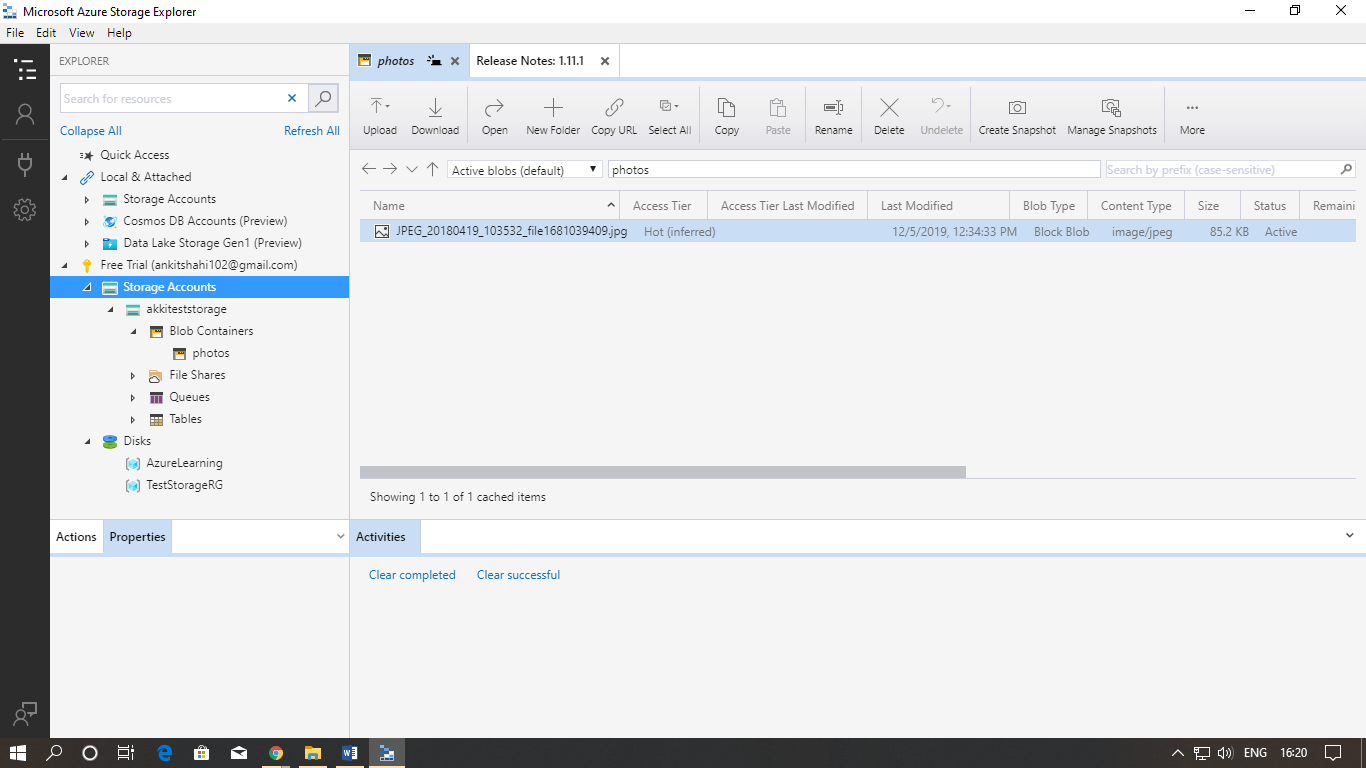 Microsoft Azure Storage Explorer
File Edit View Help
EXPLORER
Search for resources
Collapse All Refresh All
Quick Access
Local & Attached
Storage Accounts
Cosmos DB Accounts (Preview)
Data Lake Storage Gen1 (Preview)
Free Trial (ankitshahi102@gmail.com)
Storage Accounts
akkiteststorage
Blob Containers
photos
File Shares
Queues
Tables
Disks
AzureLearning
TestStorageRG
Actions Properties
photos Release Notes: 1.11.1
Upload Download Open New Folder Copy URL Select All Copy Paste Rename Delete Undelete Create Snapshot Manage Snapshots More
Active blobs (default) photos Search by prefix (case-sensitive)
Name Access Tier Access Tier Last Modified Last Modified Blob Type Content Type Size Status Remaini
JPEG_20180419_103532_file1681039409.jpg Hot (inferred) 12/5/2019, 12:34:33 PM Block Blob image/jpeg 85.2 KB Active
Showing 1 to 1 of 1 cached items
Activities
Clear completed Clear successful
ENG 16:20